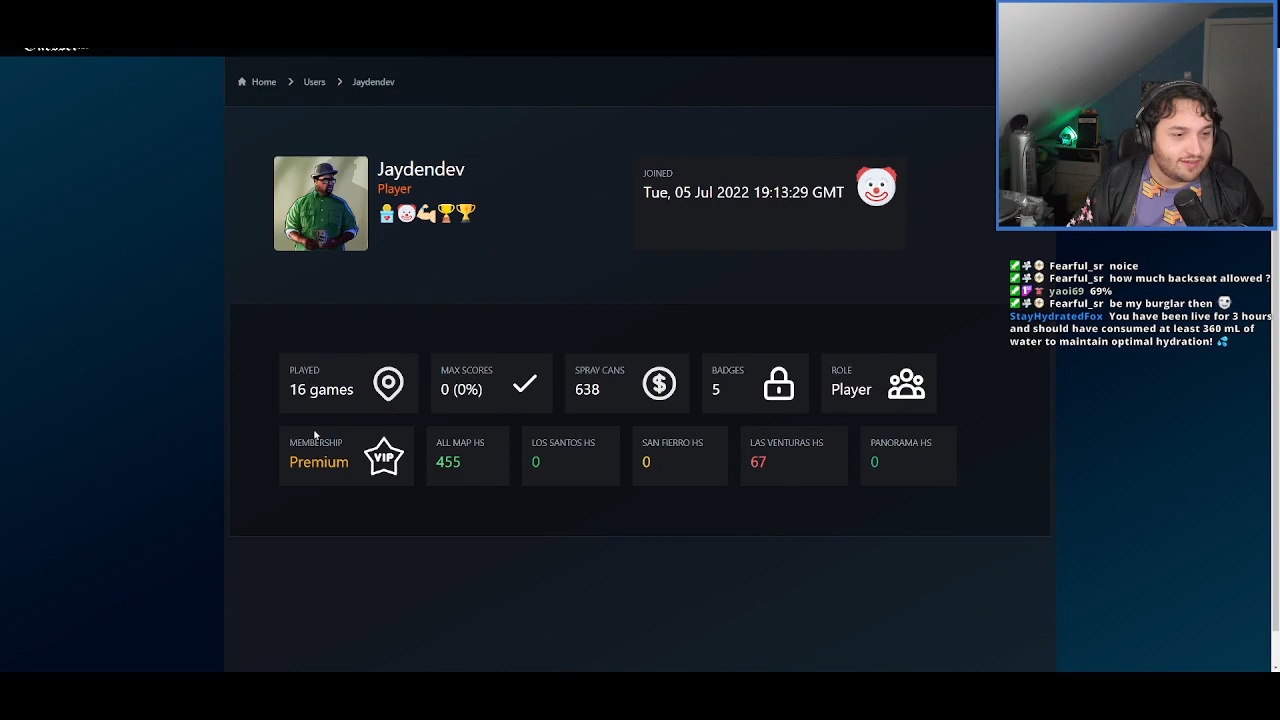 Home > Users > Jaydendev
Jaydendev
Player
JOINED
Tue, 05 Jul 2022 19:13:29 GMT
PLAYED
16 games
MAX SCORES
0 (0%)
SPRAY CANS
638
BADGES
5
ROLE
Player
MEMBERSHIP
Premium
VIP
ALL MAP HS
455
LOS SANTOS HS
0
SAN FIERRO HS
0
LAS VENTURAS HS
67
PANORAMA HS
0
Fearful_sr noice
Fearful_sr how much backseat allowed ?
yaoi69 69%
Fearful_sr be my burglar then
StayHydratedFox You have been live for 3 hours
and should have consumed at least 360 mL of
water to maintain optimal hydration!